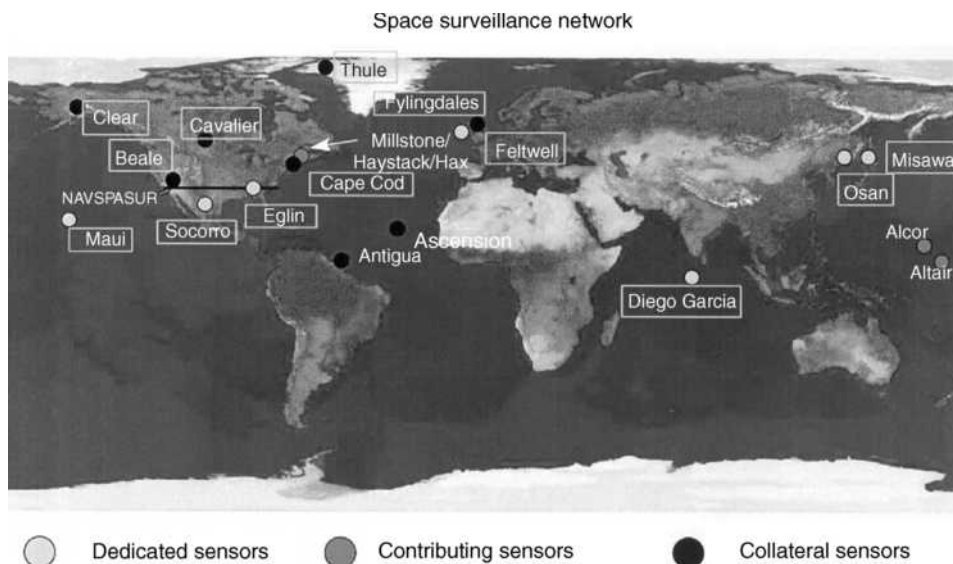 Space surveillance network
Thule
Clear
Cavalier
Fylingdales
Millstone/
Haystack/Hax
Feltwell
Beale
Cape Cod
Misawa
Osan
NAVSPASUR
Eglin
Socorro
Maui
Ascension
Antigua
Alcor
Altair
Diego Garcia
Dedicated sensors
Contributing sensors
Collateral sensors